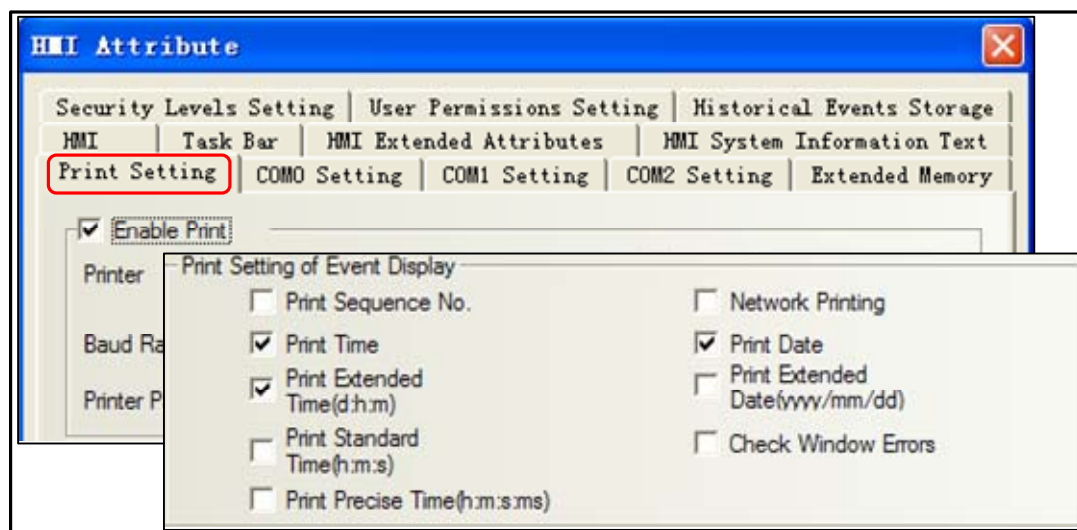 HMI Attribute
Security Levels Setting User Permissions Setting Historical Events Storage
HMI Task Bar HMI Extended Attributes HMI System Information Text
Print Setting COM0 Setting COM1 Setting COM2 Setting Extended Memory
Enable Print
Printer
Baud Ra
Printer P
Print Setting of Event Display
Print Sequence No. Network Printing
Print Time Print Date
Print Extended
Time(d:h:m)
Print Extended
Date(yyyy/mm/dd)
Print Standard
Time(h:m:s)
Check Window Errors
Print Precise Time(h:m:s:ms)